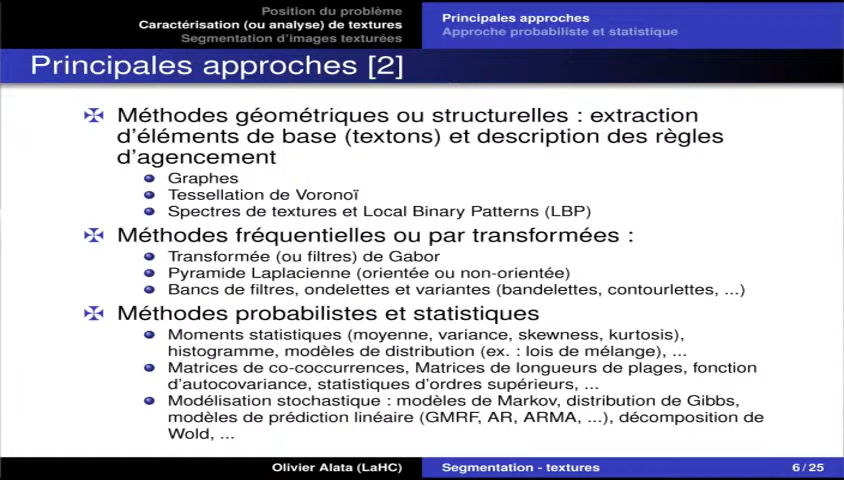 Position du problème
Caractérisation (ou analyse) de textures
Segmentation d'images texturées
Principales approches
Approche probabiliste et statistique
Principales approches [2]
Méthodes géométriques ou structurelles : extraction
d'éléments de base (textons) et description des règles
d'agencement
Graphes
Tessellation de Voronoï
Spectres de textures et Local Binary Patterns (LBP)
Méthodes fréquentielles ou par transformées :
Transformée (ou filtres) de Gabor
Pyramide Laplacienne (orientée ou non-orientée)
Bancs de filtres, ondelettes et variantes (bandelettes, contourlettes, ...)
Méthodes probabilistes et statistiques
Moments statistiques (moyenne, variance, skewness, kurtosis),
histogramme, modèles de distribution (ex. : lois de mélange), ...
Matrices de co-occurrences, Matrices de longueurs de plages, fonction
d'autocovariance, statistiques d'ordres supérieurs, ...
Modélisation stochastique : modèles de Markov, distribution de Gibbs,
modèles de prédiction linéaire (GMRF, AR, ARMA, ...), décomposition de
Wold, ...
Olivier Alata (LaHC)
Segmentation - textures
6 / 25